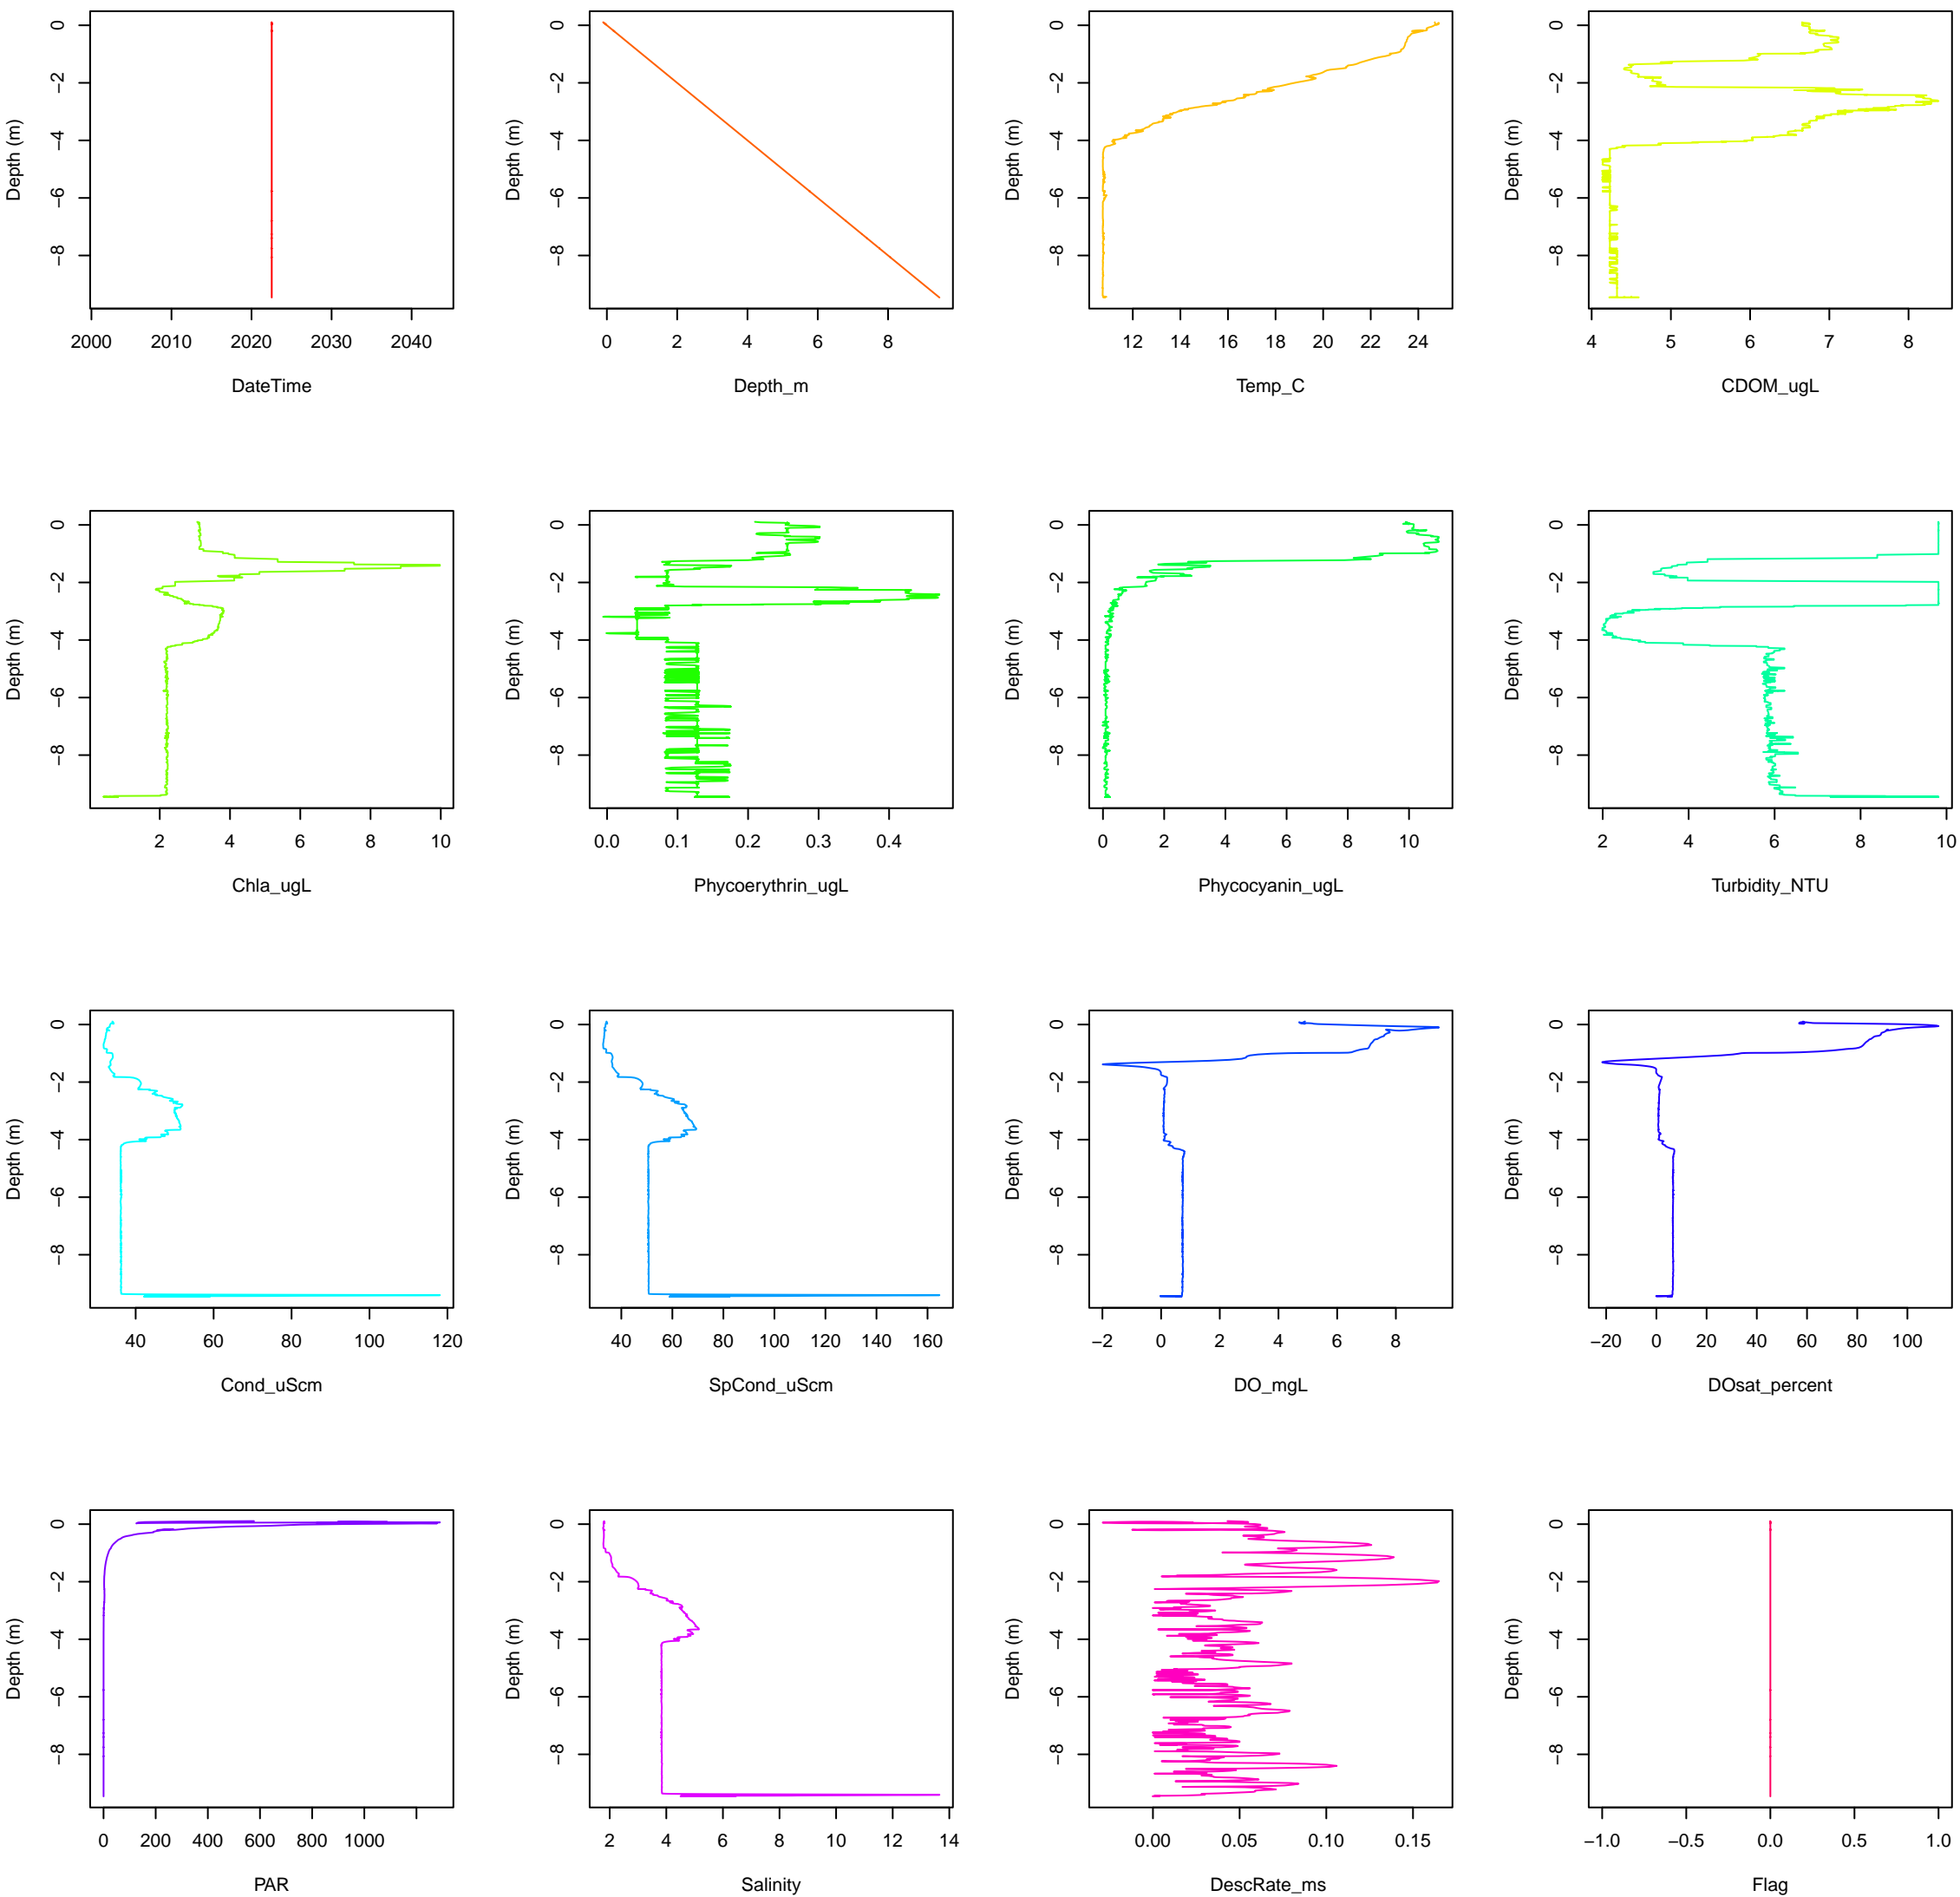 0 0 0 0
−2 −2 −2 −2
Depth (m) Depth (m) Depth (m) Depth (m)
−4 −4 −4 −4
−6 −6 −6 −6
−8 −8 −8 −8
2000 2010 2020 2030 2040 0 2 4 6 8 12 14 16 18 20 22 24 4 5 6 7 8
DateTime Depth_m Temp_C CDOM_ugL
0 0 0 0
−2 −2 −2 −2
Depth (m) Depth (m) Depth (m) Depth (m)
−4 −4 −4 −4
−6 −6 −6 −6
−8 −8 −8 −8
2 4 6 8 10 0.0 0.1 0.2 0.3 0.4 0 2 4 6 8 10 2 4 6 8 10
Chla_ugL Phycoerythrin_ugL Phycocyanin_ugL Turbidity_NTU
0 0 0 0
−2 −2 −2 −2
Depth (m) Depth (m) Depth (m) Depth (m)
−4 −4 −4 −4
−6 −6 −6 −6
−8 −8 −8 −8
40 60 80 100 120 40 60 80 100 120 140 160 −2 0 2 4 6 8 −20 0 20 40 60 80 100
Cond_uScm SpCond_uScm DO_mgL DOsat_percent
0 0 0 0
−2 −2 −2 −2
Depth (m) Depth (m) Depth (m) Depth (m)
−4 −4 −4 −4
−6 −6 −6 −6
−8 −8 −8 −8
0 200 400 600 800 1000 2 4 6 8 10 12 14 0.00 0.05 0.10 0.15 −1.0 −0.5 0.0 0.5 1.0
PAR Salinity DescRate_ms Flag